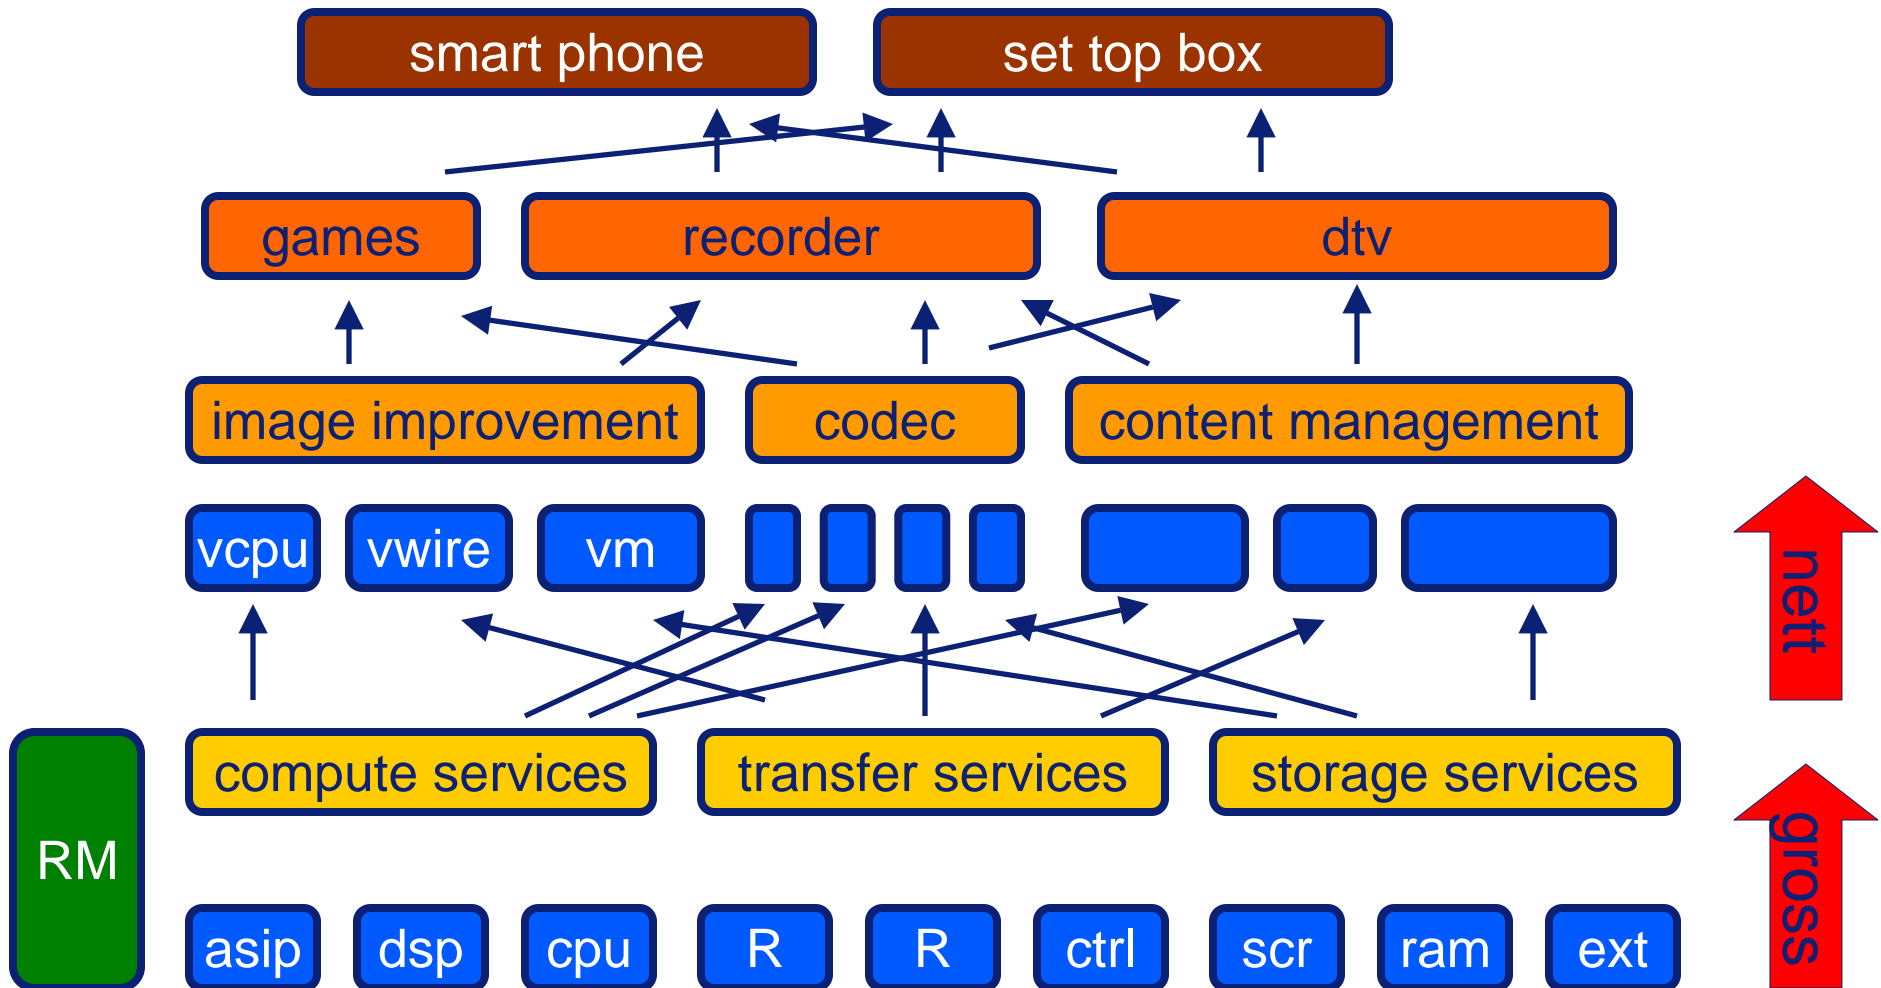 smart phone
set top box
games
recorder
dtv
image improvement
codec
content management
vcpu
vwire
vm
nett
compute services
transfer services
storage services
RM
gross
asip
dsp
cpu
R
R
ctrl
scr
ram
ext